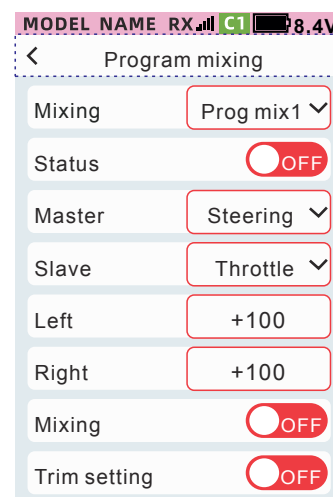 MODEL NAME RX C1 8.4V
Program mixing
Mixing Prog mix1
Status OFF
Master Steering
Slave Throttle
Left +100
Right +100
Mixing OFF
Trim setting OFF